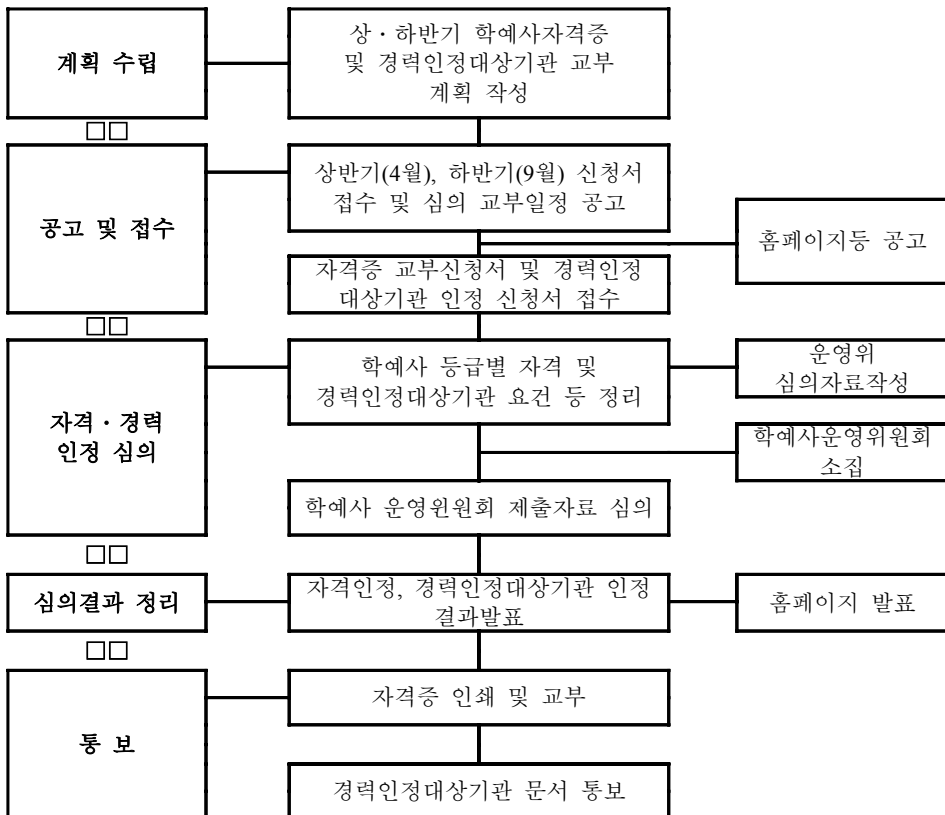 계획 수립
상·하반기 학예사자격증
및 경력인정대상기관 교부
계획 작성
□□
공고 및 접수
상반기(4월), 하반기(9월) 신청서
접수 및 심의 교부일정 공고
홈페이지등 공고
자격증 교부신청서 및 경력인정
대상기관 인정 신청서 접수
□□
자격·경력
인정 심의
학예사 등급별 자격 및
경력인정대상기관 요건 등 정리
운영위
심의자료작성
학예사운영위원회
소집
학예사 운영윈원회 제출자료 심의
□□
심의결과 정리
자격인정, 경력인정대상기관 인정
결과발표
홈페이지 발표
□□
통 보
자격증 인쇄 및 교부
경력인정대상기관 문서 통보